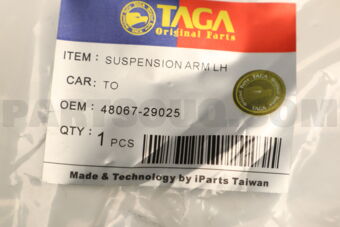 TAGA
Original Parts
ITEM: SUSPENSION ARM LH
CAR: TO
OEM: 48067-29025
QTY: 1 PCS
TAGA
Made & Technology by iParts Taiwan